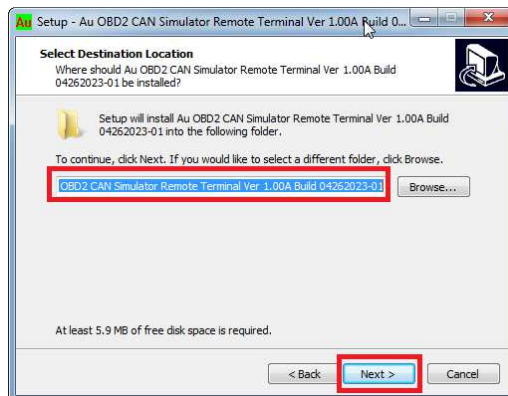 Au Setup - Au OBD2 CAN Simulator Remote Terminal Ver 1.00A Build 0...
Select Destination Location
Where should Au OBD2 CAN Simulator Remote Terminal Ver 1.00A Build
04262023-01 be installed?
Setup will install Au OBD2 CAN Simulator Remote Terminal Ver 1.00A Build
04262023-01 into the following folder.
To continue, click Next. If you would like to select a different folder, click Browse.
OBD2 CAN Simulator Remote Terminal Ver 1.00A Build 04262023-01 Browse...
At least 5.9 MB of free disk space is required.
< Back Next > Cancel